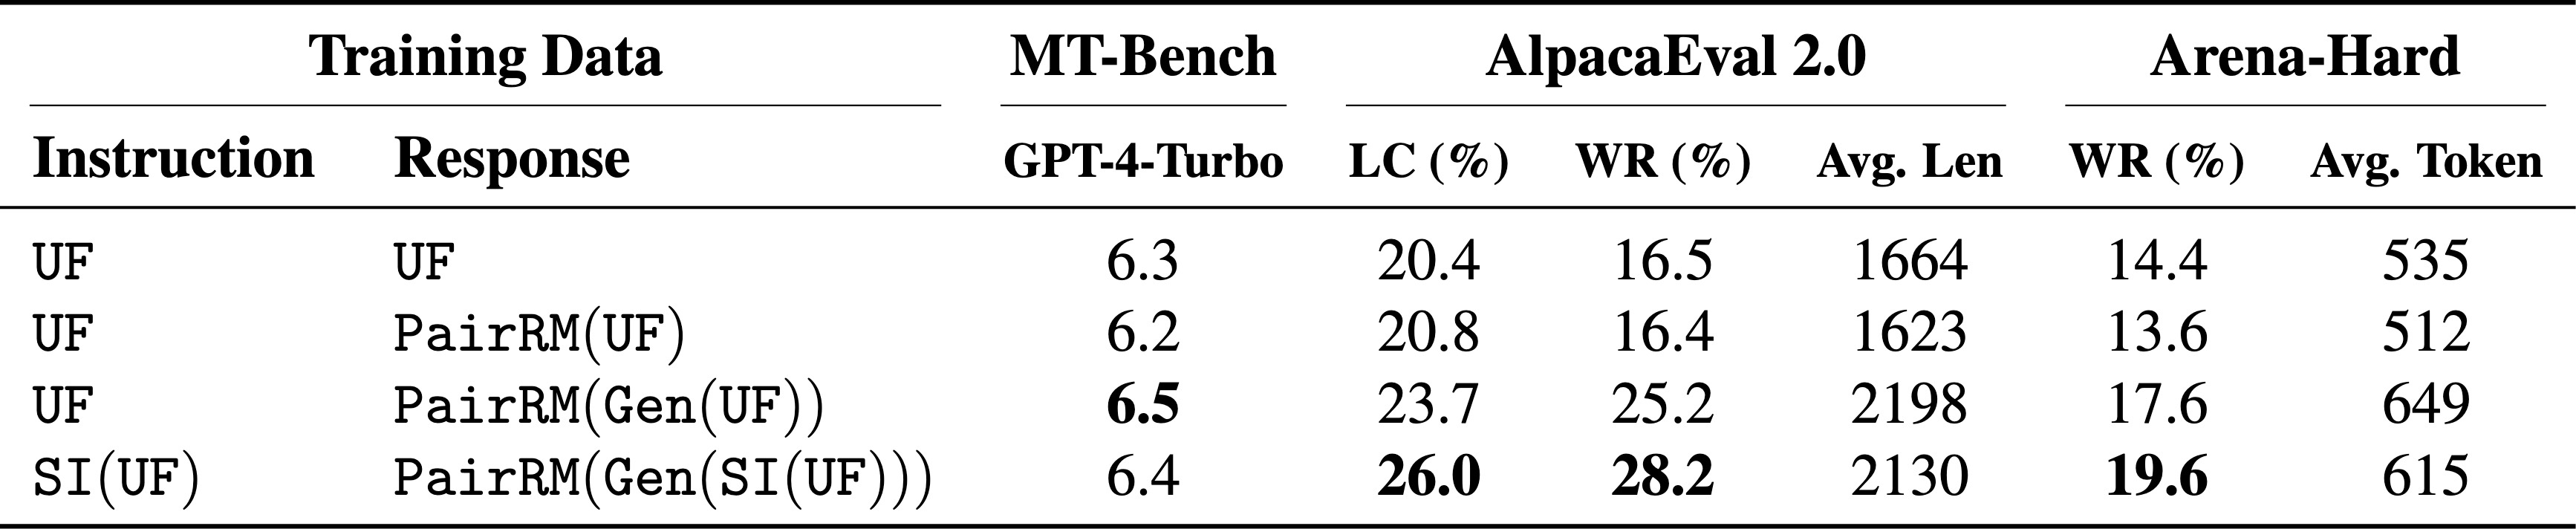 Training Data MT-Bench AlpacaEval 2.0 Arena-Hard
Instruction Response GPT-4-Turbo LC (%) WR (%) Avg. Len WR (%) Avg. Token
UF UF 6.3 20.4 16.5 1664 14.4 535
UF PairRM(UF) 6.2 20.8 16.4 1623 13.6 512
UF PairRM(Gen(UF)) 6.5 23.7 25.2 2198 17.6 649
SI(UF) PairRM(Gen(SI(UF))) 6.4 26.0 28.2 2130 19.6 615